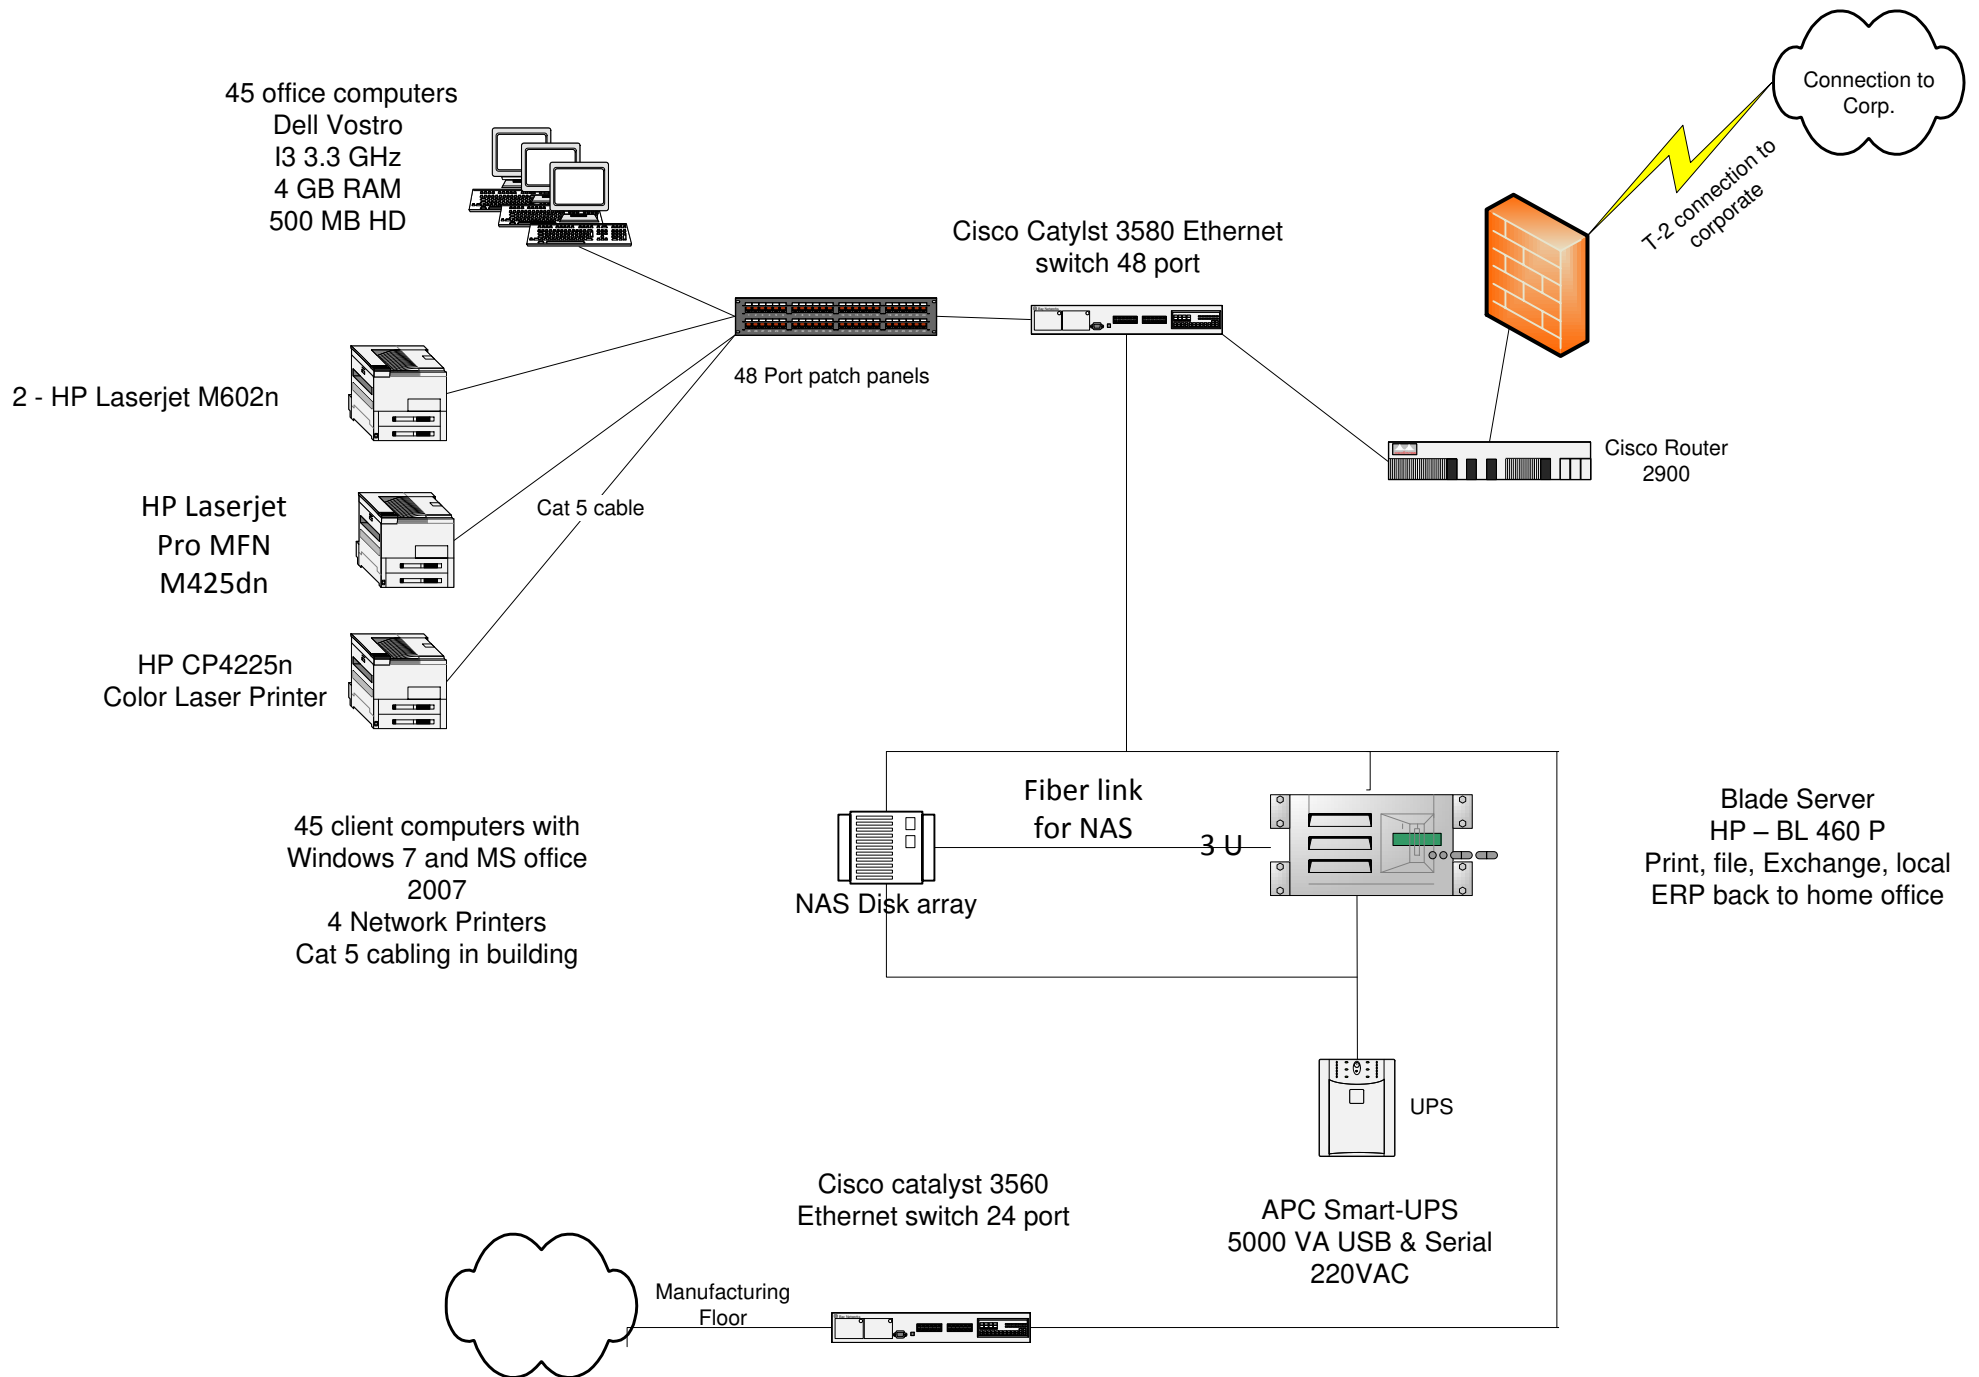 Connection to
Corp.
45 office computers
Dell Vostro
I3 3.3 GHz
4 GB RAM
500 MB HD
T-2 connection to
corporate
Cisco Catylst 3580 Ethernet
switch 48 port
48 Port patch panels
2 - HP Laserjet M602n
Cisco Router
2900
HP Laserjet
Pro MFN
M425dn
Cat 5 cable
HP CP4225n
Color Laser Printer
45 client computers with
Windows 7 and MS office
2007
4 Network Printers
Cat 5 cabling in building
Fiber link
for NAS
3 U
NAS Disk array
Blade Server
HP – BL 460 P
Print, file, Exchange, local
ERP back to home office
UPS
APC Smart-UPS
5000 VA USB & Serial
220VAC
Cisco catalyst 3560
Ethernet switch 24 port
Manufacturing
Floor